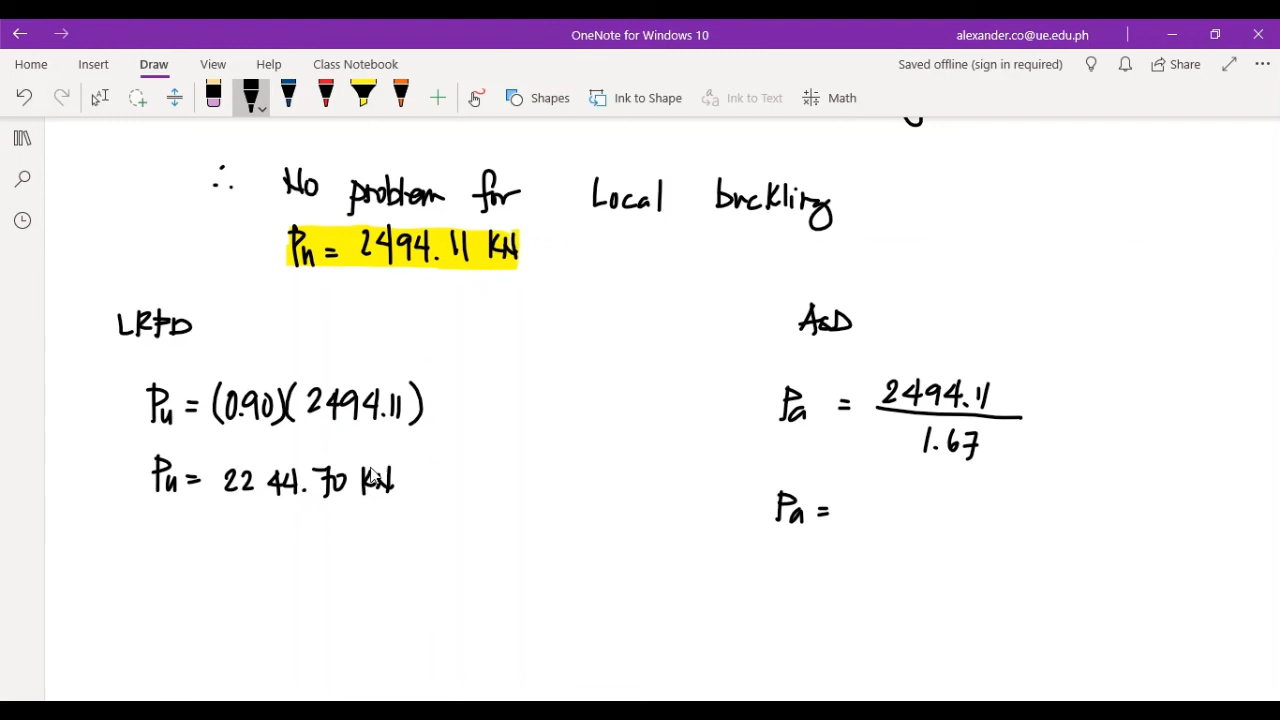 OneNote for Windows 10
alexander.co@ue.edu.ph
Home Insert Draw View Help Class Notebook
Saved offline (sign in required)
Share
Shapes Ink to Shape Ink to Text Math
∴ No problem for Local buckling
Pn = 2494.11 KN
LRFD
ASD
Pu = (0.90)(2494.11)
Pu = 2244.70 KN
Pa = 2494.11
1.67
Pa =